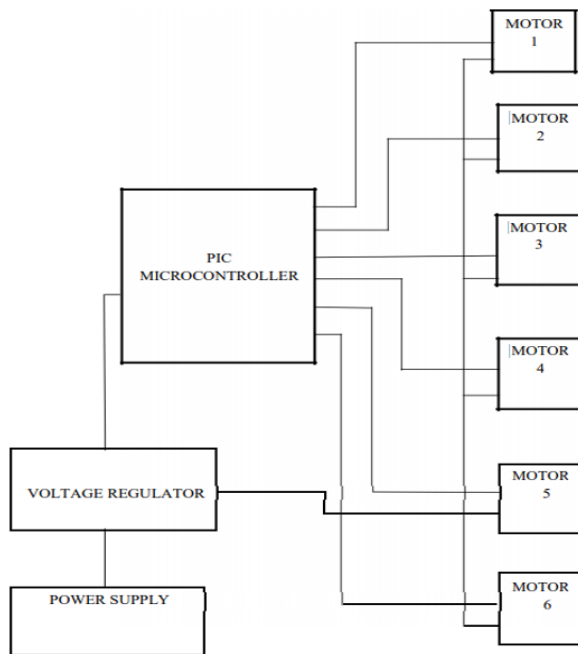 MOTOR
1
MOTOR
2
PIC
MICROCONTROLLER
MOTOR
3
MOTOR
4
VOLTAGE REGULATOR
MOTOR
5
POWER SUPPLY
MOTOR
6